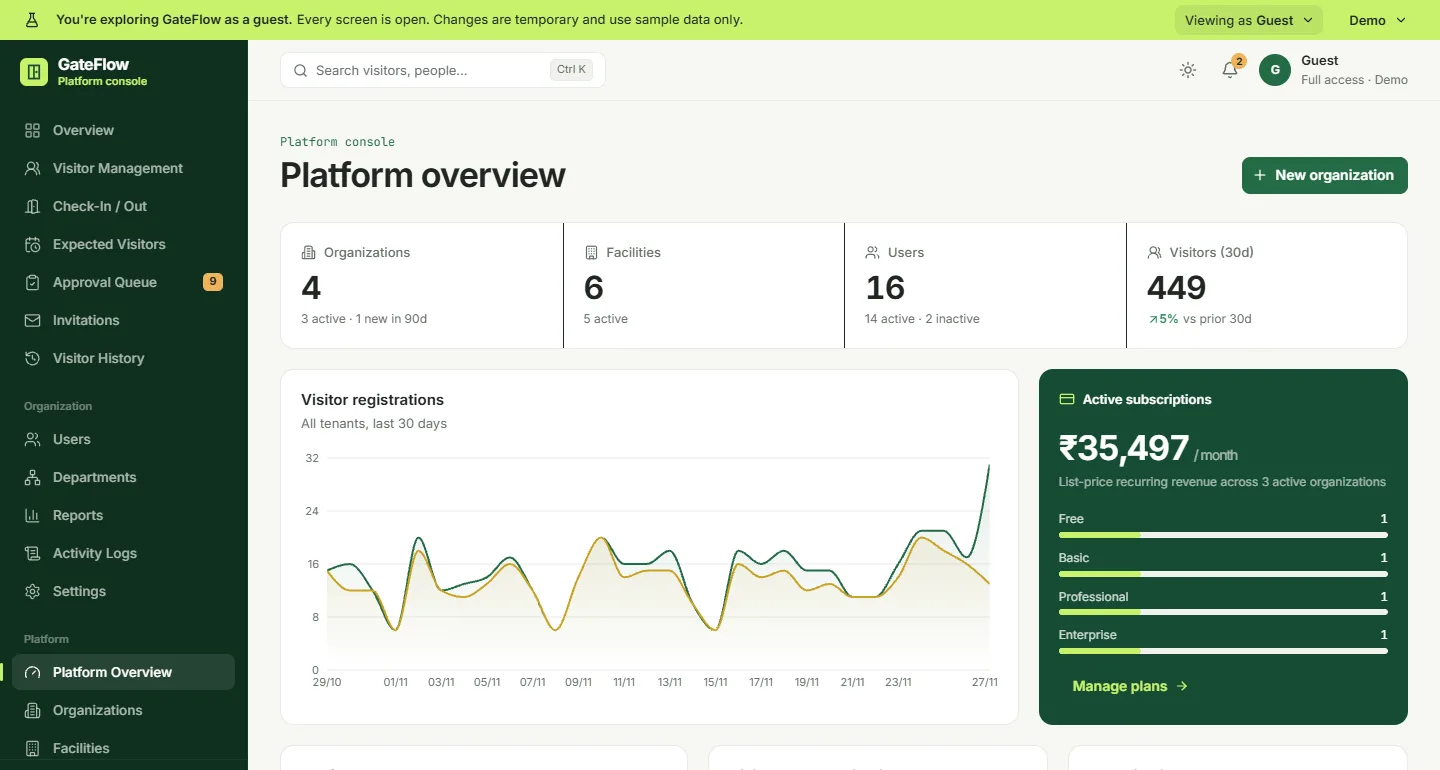 You're exploring GateFlow as a guest. Every screen is open. Changes are temporary and use sample data only.
Viewing as Guest
Demo
GateFlow
Platform console
Overview
Visitor Management
Check-In / Out
Expected Visitors
Approval Queue
9
Invitations
Visitor History
Organization
Users
Departments
Reports
Activity Logs
Settings
Platform
Platform Overview
Organizations
Facilities
Search visitors, people...
Ctrl K
2
G
Guest
Full access · Demo
Platform console
Platform overview
+ New organization
Organizations
4
3 active · 1 new in 90d
Facilities
6
5 active
Users
16
14 active · 2 inactive
Visitors (30d)
449
↗5% vs prior 30d
Visitor registrations
All tenants, last 30 days
32
24
16
8
0
29/10 01/11 03/11 05/11 07/11 09/11 11/11 13/11 15/11 17/11 19/11 21/11 23/11 27/11
Active subscriptions
₹35,497 / month
List-price recurring revenue across 3 active organizations
Free 1
Basic 1
Professional 1
Enterprise 1
Manage plans →